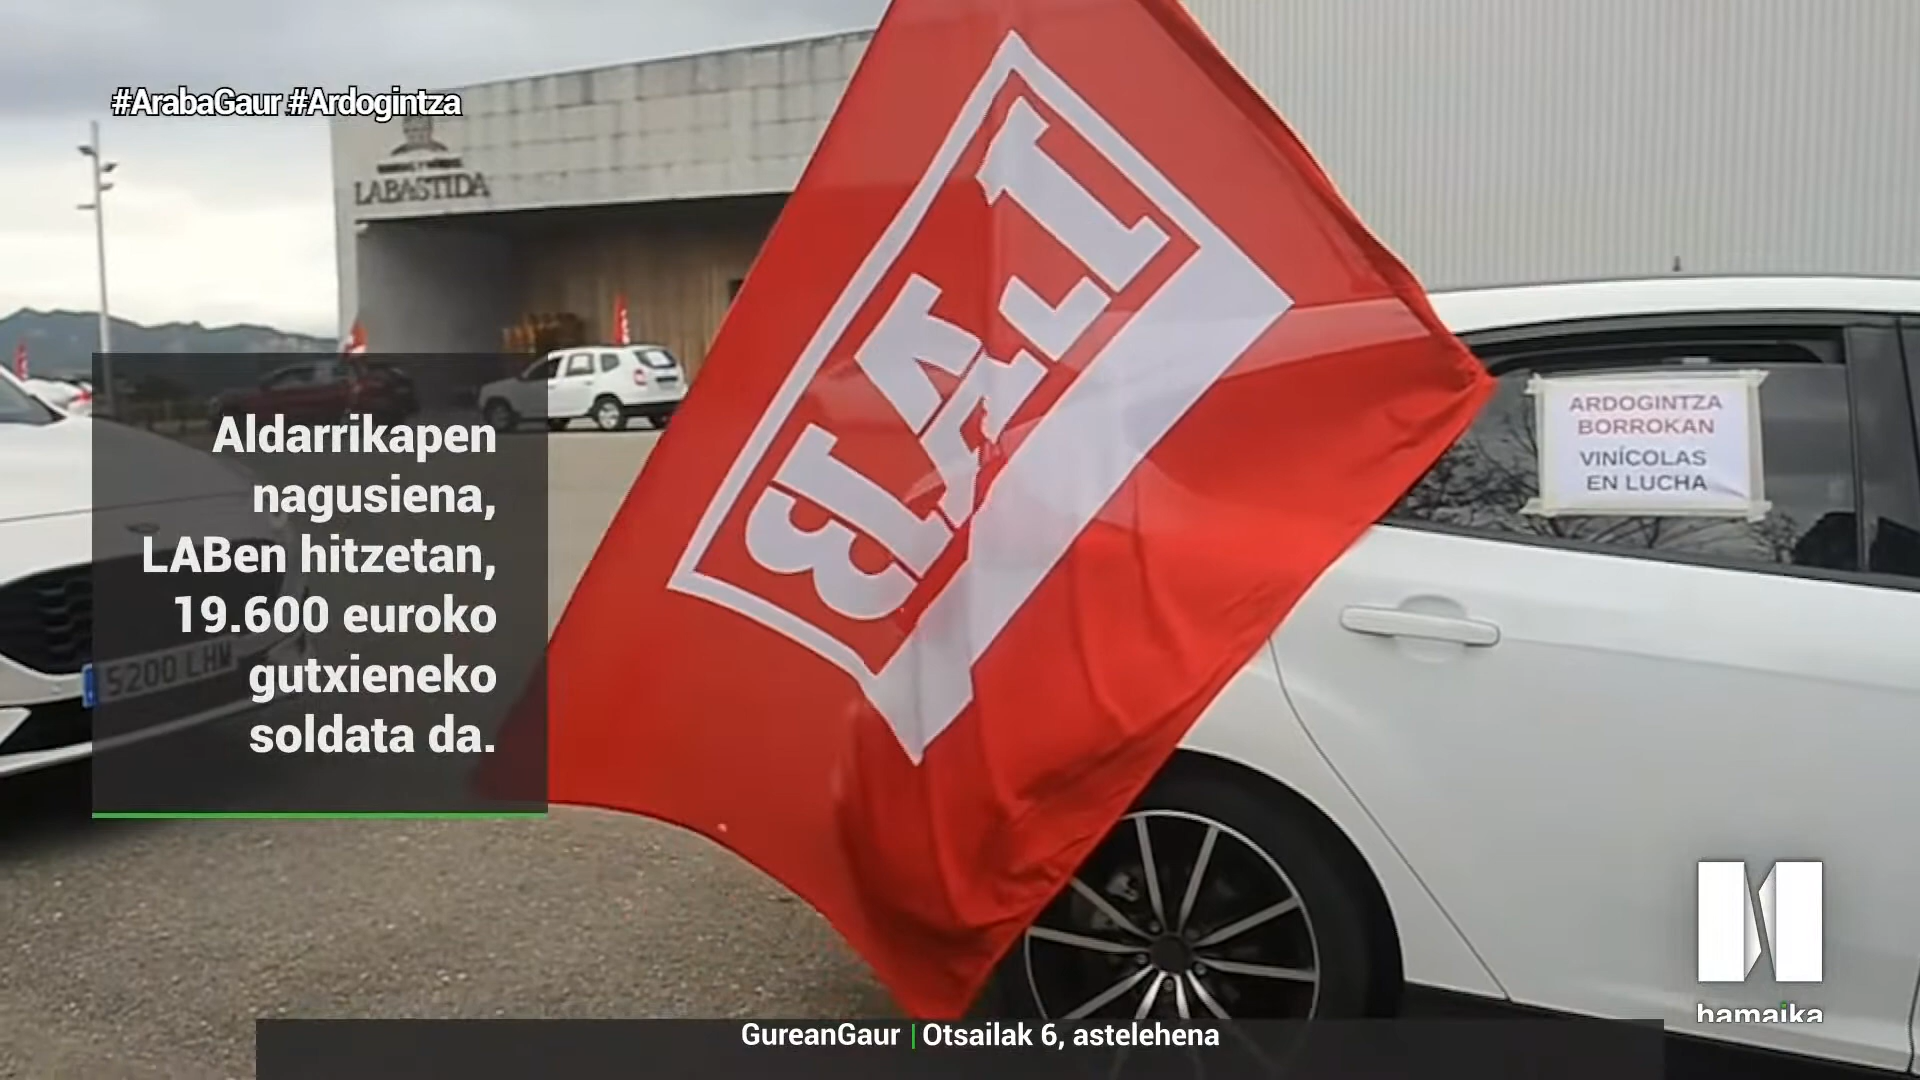 #ArabaGaur #Ardogintza
LABASTIDA
LAB
ARDOGINTZA
BORROKAN
VINÍCOLAS
EN LUCHA
Aldarrikapen
nagusiena,
LABen hitzetan,
19.600 euroko
gutxieneko
soldata da.
5200 LHW
hamaika
GureanGaur | Otsailak 6, astelehena